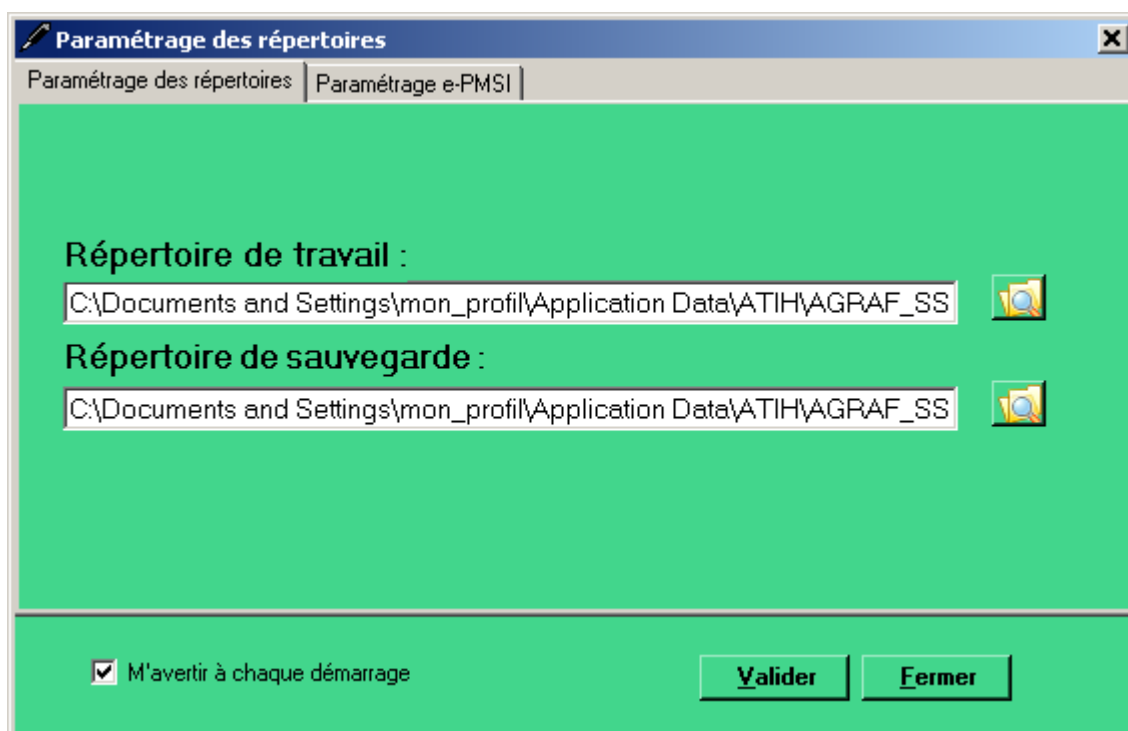 Paramétrage des répertoires
Paramétrage des répertoires
Paramétrage e-PMSI
Répertoire de travail :
C:\Documents and Settings\mon_profil\Application Data\ATIH\AGRAF_SS
Répertoire de sauvegarde :
C:\Documents and Settings\mon_profil\Application Data\ATIH\AGRAF_SS
M'avertir à chaque démarrage
Valider
Fermer